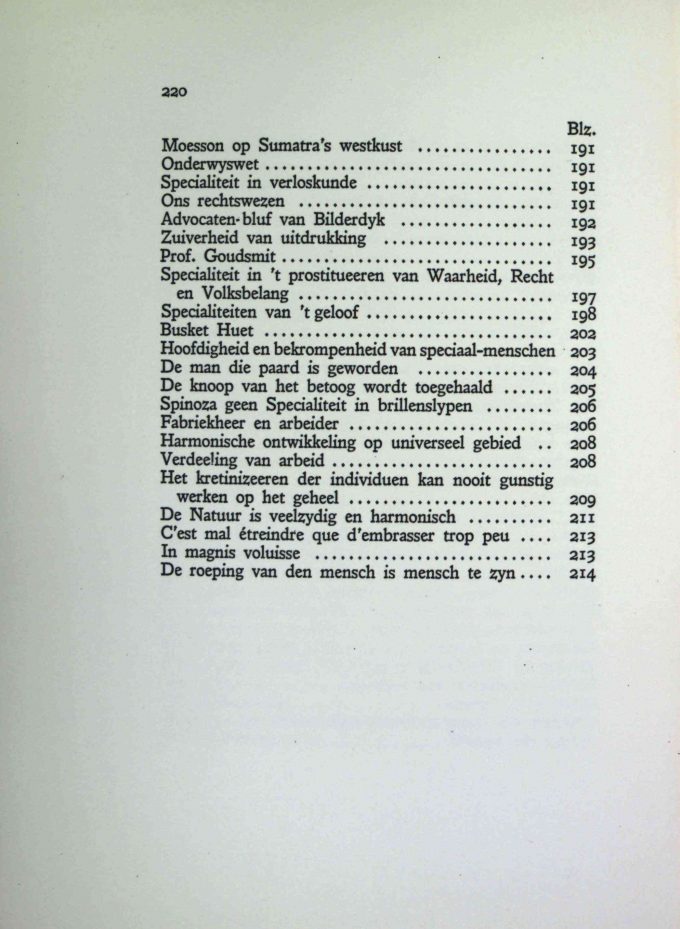 220
Blz.
Moesson op Sumatra's westkust ................ 191
Onderwyswet .................................. 191
Specialiteit in verloskunde ...................... 191
Ons rechtswezen .............................. 191
Advocaten-bluf van Bilderdyk .................. 192
Zuiverheid van uitdrukking .................... 193
Prof. Goudsmit ................................ 195
Specialiteit in 't prostitueeren van Waarheid, Recht
en Volksbelang .............................. 197
Specialiteiten van 't geloof ...................... 198
Busket Huet .................................. 202
Hoofdigheid en bekrompenheid van speciaal-menschen 203
De man die paard is geworden ................ 204
De knoop van het betoog wordt toegehaald ...... 205
Spinoza geen Specialiteit in brillenslypen ........ 206
Fabriekheer en arbeider ........................ 206
Harmonische ontwikkeling op universeel gebied .. 208
Verdeeling van arbeid .......................... 208
Het kretinizeeren der individuen kan nooit gunstig
werken op het geheel ........................ 209
De Natuur is veelzydig en harmonisch .......... 211
C'est mal étreindre que d'embrasser trop peu .... 213
In magnis voluisse ............................ 213
De roeping van den mensch is mensch te zyn .... 214